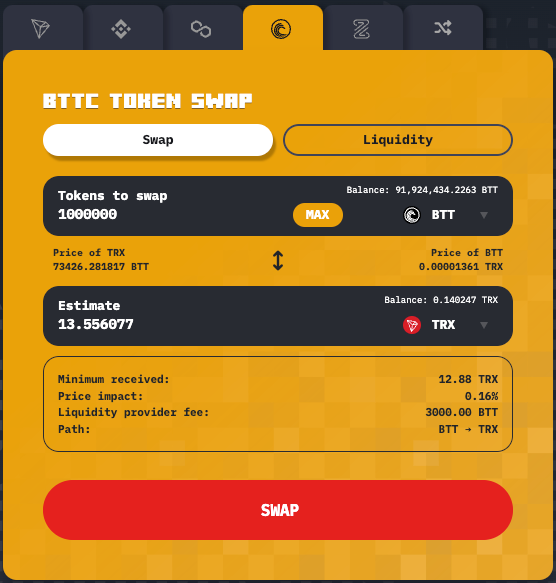 BTTC TOKEN SWAP
Swap
Liquidity
Balance: 91,924,434.2263 BTT
Tokens to swap
1000000
MAX
BTT
Price of TRX
73426.281817 BTT
Price of BTT
0.00001361 TRX
Balance: 0.140247 TRX
Estimate
13.556077
TRX
Minimum received: 12.88 TRX
Price impact: 0.16%
Liquidity provider fee: 3000.00 BTT
Path: BTT → TRX
SWAP